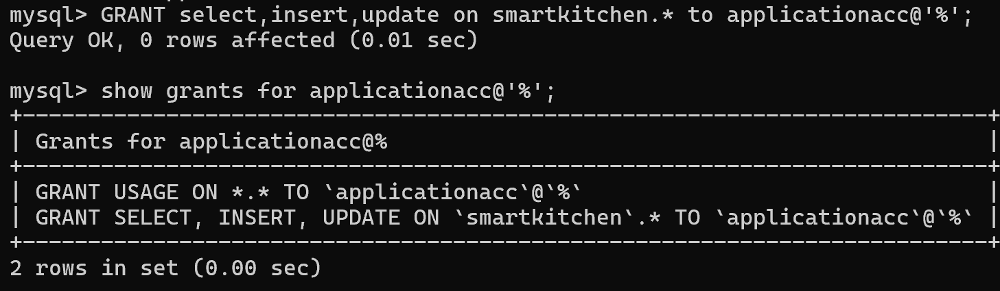 mysql> GRANT select,insert,update on smartkitchen.* to applicationacc@'%';
Query OK, 0 rows affected (0.01 sec)
mysql> show grants for applicationacc@'%';
+--------------------------------------------------------------------------+
| Grants for applicationacc@%                                              |
+--------------------------------------------------------------------------+
| GRANT USAGE ON *.* TO `applicationacc`@`%`                               |
| GRANT SELECT, INSERT, UPDATE ON `smartkitchen`.* TO `applicationacc`@`%` |
+--------------------------------------------------------------------------+
2 rows in set (0.00 sec)